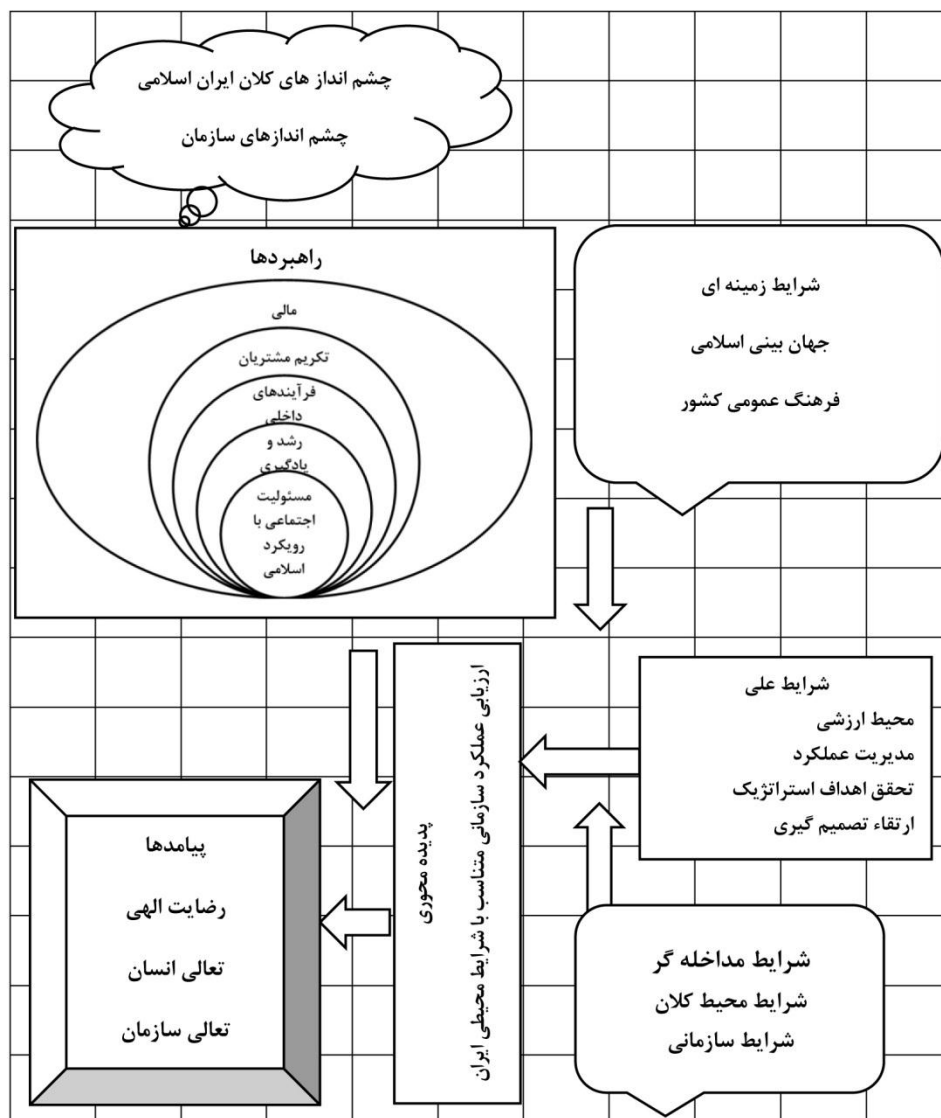 چشم انداز های کلان ایران اسلامی
چشم اندازهای سازمان
شرایط زمینه ای
جهان بینی اسلامی
فرهنگ عمومی کشور
راهبردها
مالی
تکریم مشتریان
فرآیندهای
داخلی
رشد و
یادگیری
مسئولیت
اجتماعی با
رویکرد
اسلامی
شرایط علی
محیط ارزشی
مدیریت عملکرد
تحقق اهداف استراتژیک
ارتقاء تصمیم گیری
پدیده محوری
ارزیابی عملکرد سازمانی متناسب با شرایط محیطی ایران
شرایط مداخله گر
شرایط محیط کلان
شرایط سازمانی
پیامدها
رضایت الهی
تعالی انسان
تعالی سازمان